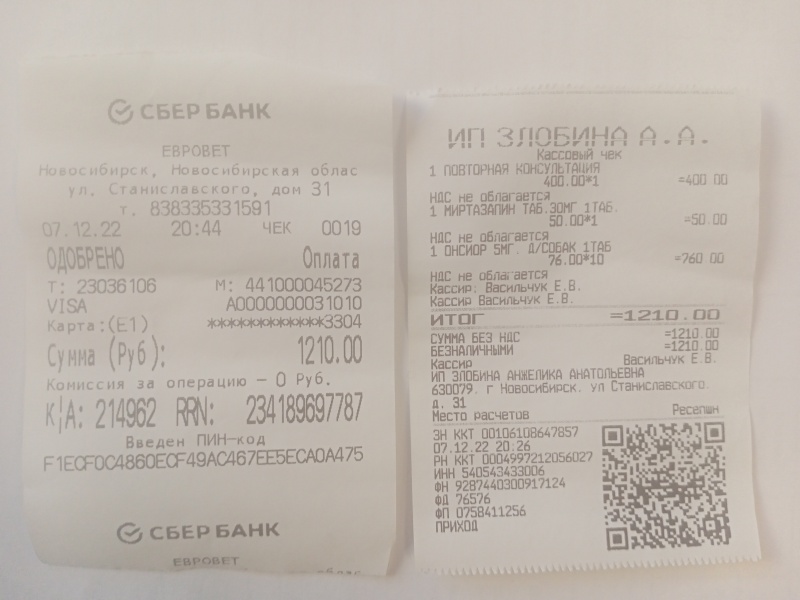 СБЕР БАНК
ЕВРОВЕТ
Новосибирск, Новосибирская облас
ул. Станиславского, дом 31
т. 838335331591
07.12.22 20:44 ЧЕК 0019
ОДОБРЕНО Оплата
Т: 23036106 М: 441000045273
VISA A0000000031010
Карта:(E1) ************3304
Сумма (Руб): 1210.00
Комиссия за операцию – 0 Руб.
К/А: 214962 RRN: 234189697787
Введен ПИН-код
F1ECF0C4860ECF49AC467EE5ECA0A475
СБЕР БАНК
ЕВРОВЕТ
ИП ЗЛОБИНА А.А.
Кассовый чек
1 ПОВТОРНАЯ КОНСУЛЬТАЦИЯ
400.00*1 =400.00
НДС не облагается
1 МИРТАЗАПИН ТАБ.30МГ 1ТАБ.
50.00*1 =50.00
НДС не облагается
1 ОНСИОР 5МГ. Д/СОБАК 1ТАБ
76.00*10 =760.00
НДС не облагается
Кассир: Васильчук Е.В.
Кассир Васильчук Е.В.
ИТОГ =1210.00
СУММА БЕЗ НДС =1210.00
БЕЗНАЛИЧНЫМИ =1210.00
Кассир Васильчук Е.В.
ИП ЗЛОБИНА АНЖЕЛИКА АНАТОЛЬЕВНА
630079. г Новосибирск. ул Станиславского.
д. 31
Место расчетов Ресепшн
ЗН ККТ 00106108647857
07.12.22 20:26
РН ККТ 0004997212056027
ИНН 540543433006
ФН 9287440300917124
ФД 76576
ФП 0758411256
ПРИХОД